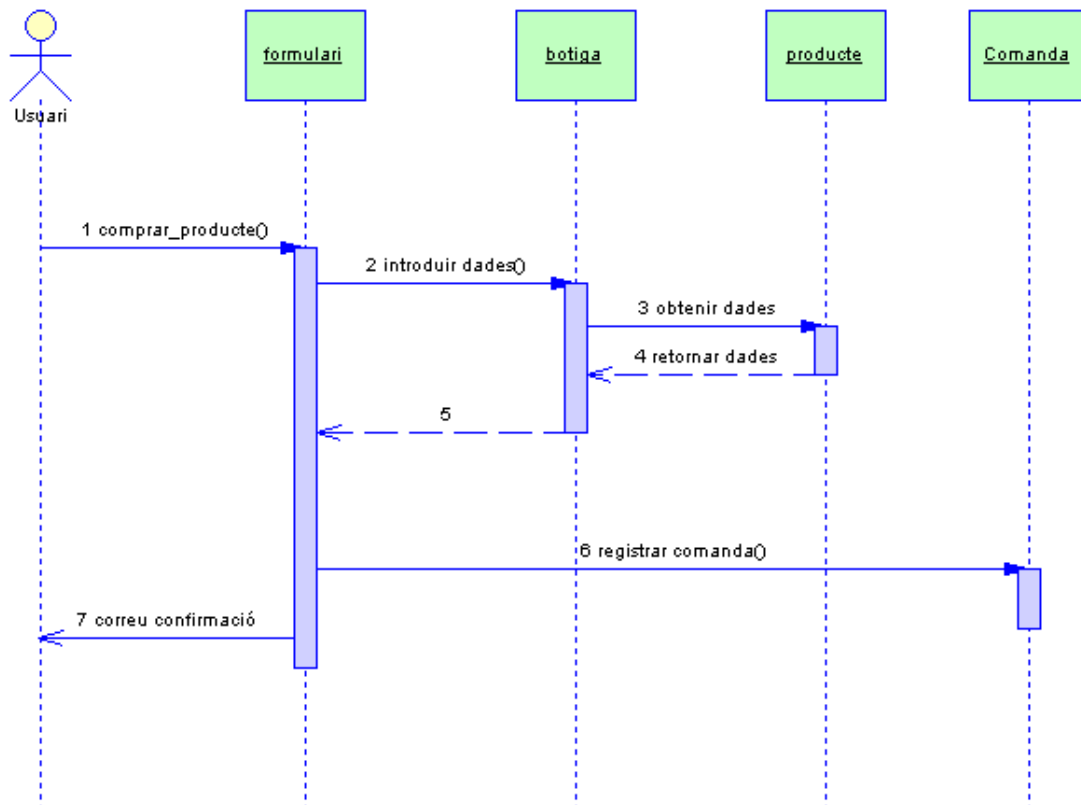 formulari
botiga
producte
Comanda
Usuari
1 comprar_producte()
2 introduir dades()
3 obtenir dades
4 retornar dades
5
6 registrar comanda()
7 correu confirmació